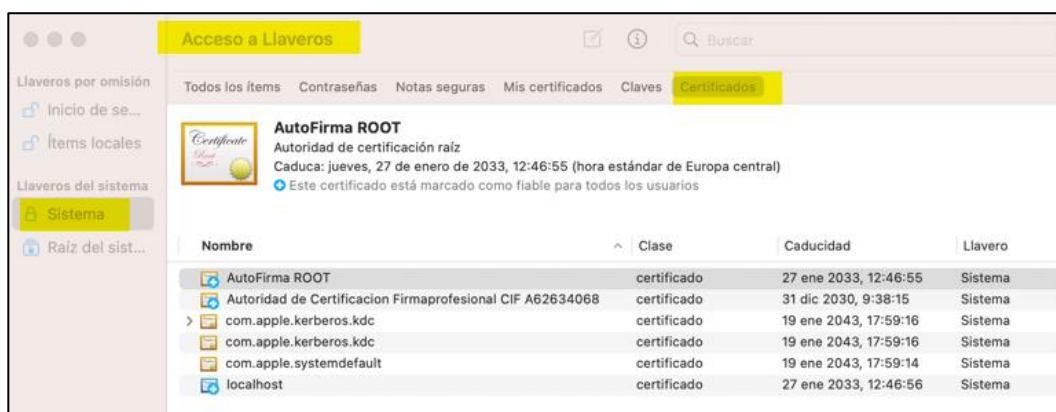 Acceso a Llaveros
Buscar
Llaveros por omisión
Inicio de se...
Ítems locales
Llaveros del sistema
Sistema
Raíz del sist...
Todos los ítems Contraseñas Notas seguras Mis certificados Claves Certificados
Certificate
Root
AutoFirma ROOT
Autoridad de certificación raíz
Caduca: jueves, 27 de enero de 2033, 12:46:55 (hora estándar de Europa central)
Este certificado está marcado como fiable para todos los usuarios
Nombre Clase Caducidad Llavero
AutoFirma ROOT certificado 27 ene 2033, 12:46:55 Sistema
Autoridad de Certificacion Firmaprofesional CIF A62634068 certificado 31 dic 2030, 9:38:15 Sistema
com.apple.kerberos.kdc certificado 19 ene 2043, 17:59:16 Sistema
com.apple.kerberos.kdc certificado 19 ene 2043, 17:59:16 Sistema
com.apple.systemdefault certificado 19 ene 2043, 17:59:14 Sistema
localhost certificado 27 ene 2033, 12:46:56 Sistema